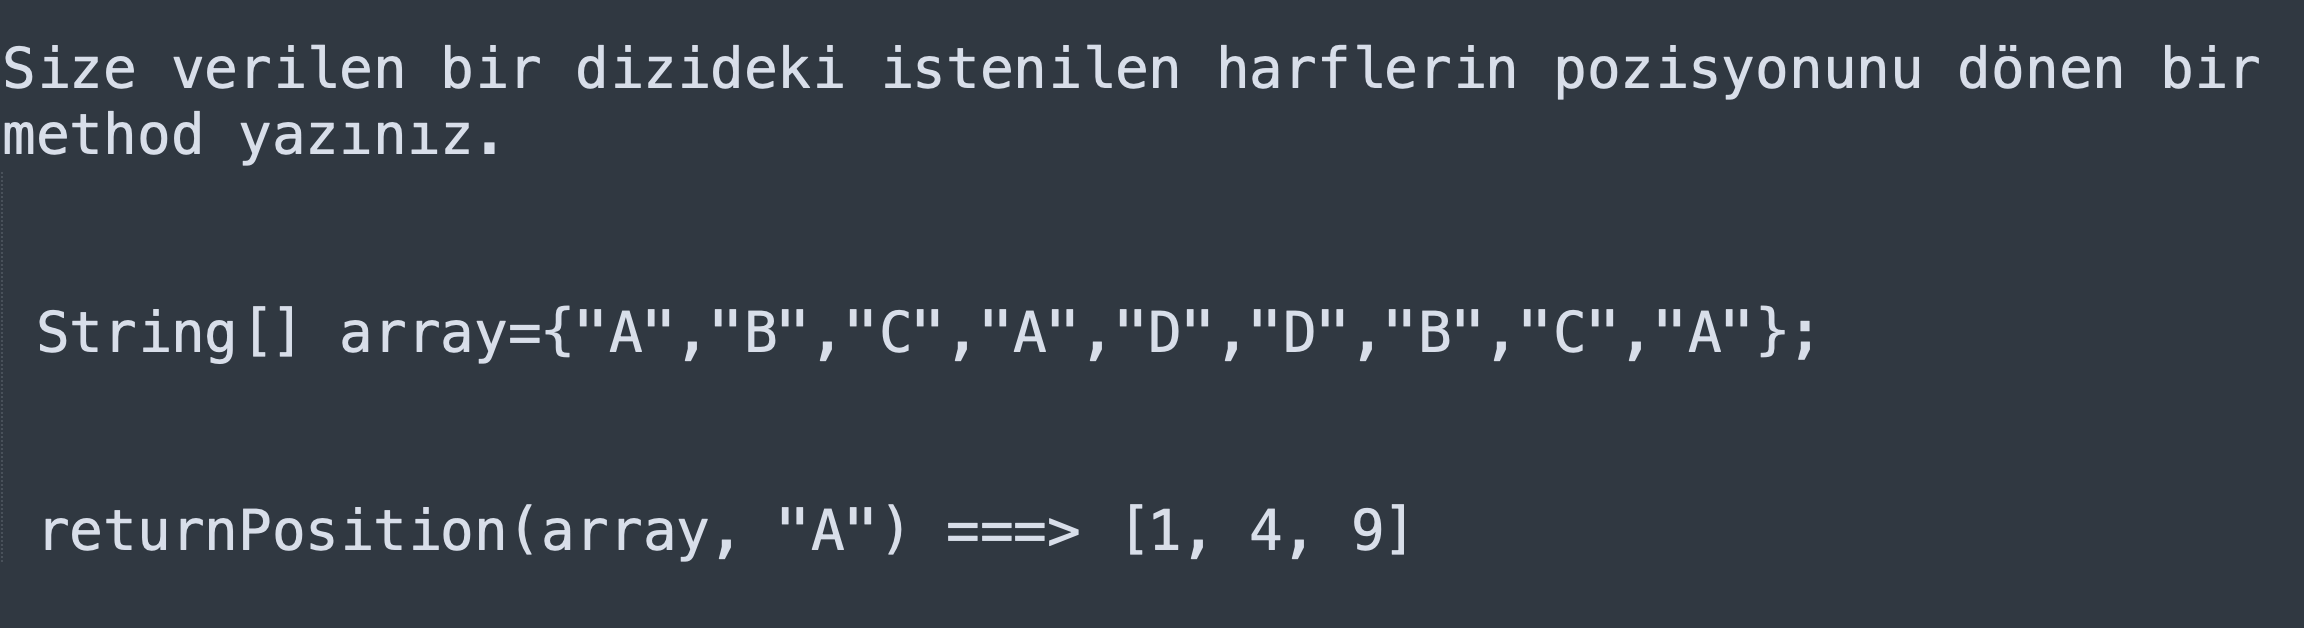 Size verilen bir dizideki istenilen harflerin pozisyonunu dönen bir
method yazınız.
String[] array={"A","B","C","A","D","D","B","C","A"};
returnPosition(array, "A") ===> [1, 4, 9]